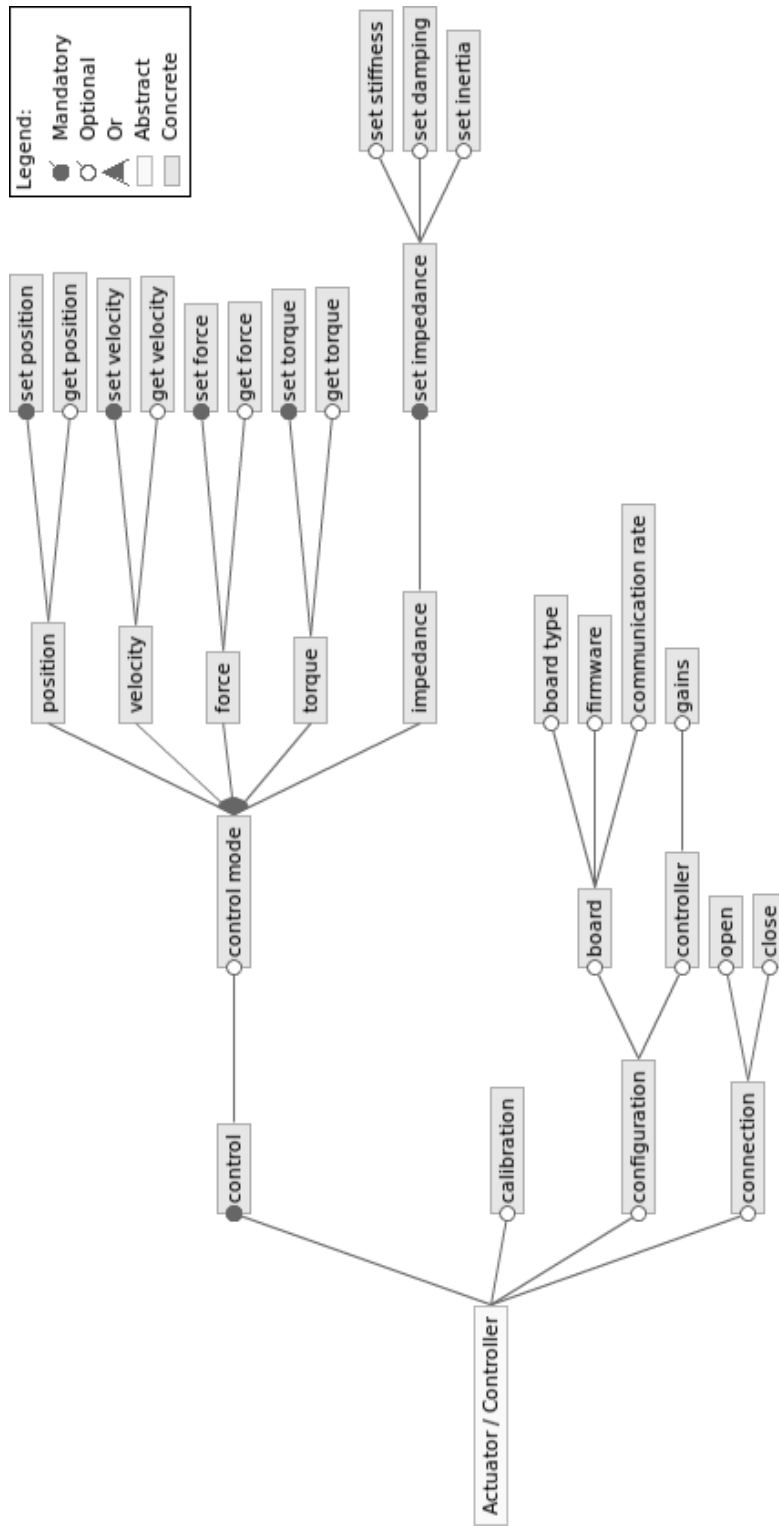 Legend:
Mandatory
Optional
Or
Abstract
Concrete
Actuator / Controller
control
calibration
configuration
connection
control mode
board
controller
open
close
position
velocity
force
torque
impedance
board type
firmware
communication rate
gains
set position
get position
set velocity
get velocity
set force
get force
set torque
get torque
set impedance
set stiffness
set damping
set inertia